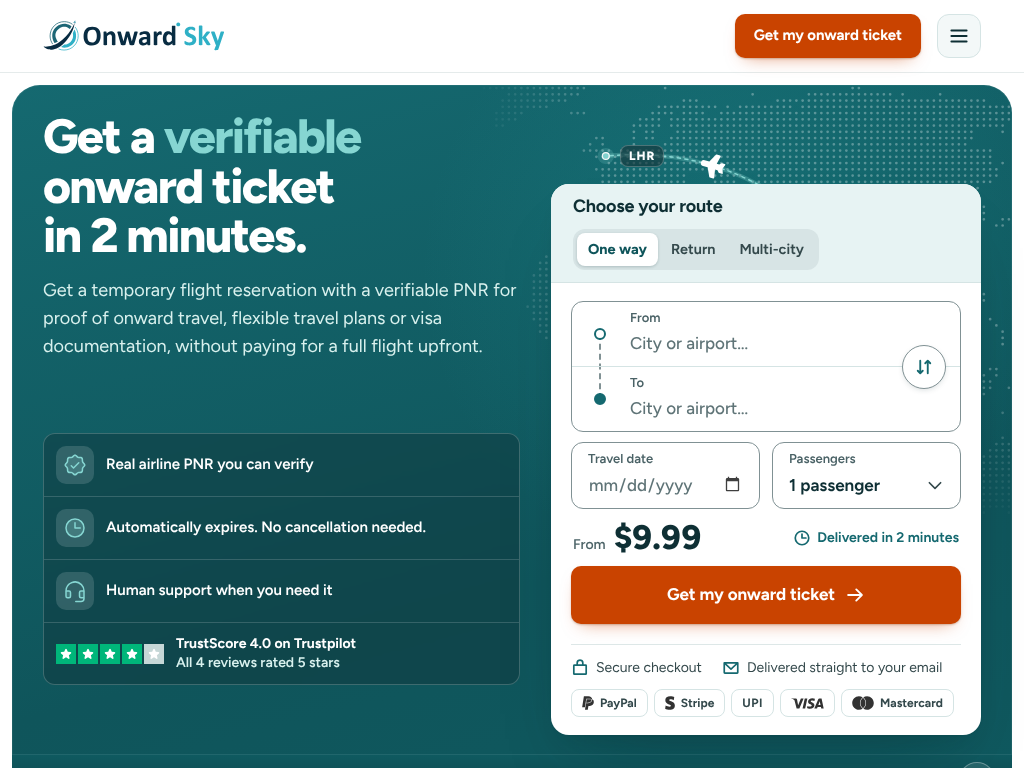 Onward Sky
Get my onward ticket
Get a verifiable
onward ticket
in 2 minutes.
Get a temporary flight reservation with a verifiable PNR for
proof of onward travel, flexible travel plans or visa
documentation, without paying for a full flight upfront.
Real airline PNR you can verify
Automatically expires. No cancellation needed.
Human support when you need it
TrustScore 4.0 on Trustpilot
All 4 reviews rated 5 stars
LHR
Choose your route
One way Return Multi-city
From
City or airport...
To
City or airport...
Travel date
mm/dd/yyyy
Passengers
1 passenger
From $9.99
Delivered in 2 minutes
Get my onward ticket
Secure checkout Delivered straight to your email
PayPal Stripe UPI VISA Mastercard